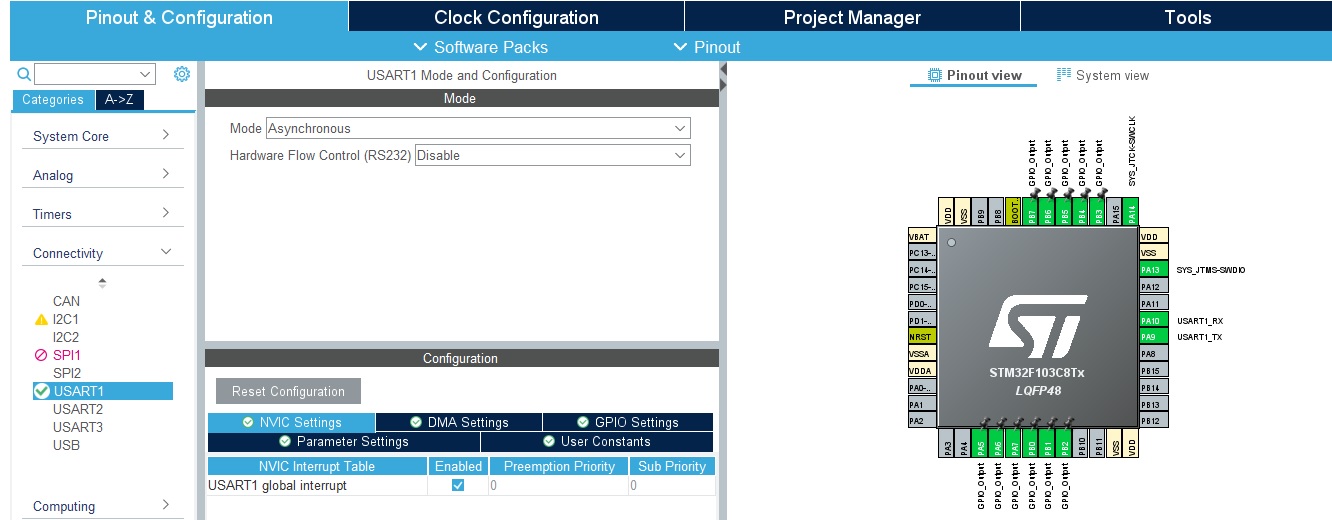 Pinout & Configuration
Clock Configuration
Project Manager
Tools
Software Packs
Pinout
Categories
A->Z
System Core
Analog
Timers
Connectivity
CAN
I2C1
I2C2
SPI1
SPI2
USART1
USART2
USART3
USB
Computing
USART1 Mode and Configuration
Mode
Mode Asynchronous
Hardware Flow Control (RS232) Disable
Configuration
Reset Configuration
NVIC Settings
DMA Settings
GPIO Settings
Parameter Settings
User Constants
NVIC Interrupt Table Enabled Preemption Priority Sub Priority
USART1 global interrupt 0 0
Pinout view
System view
GPIO_Output
GPIO_Output
GPIO_Output
GPIO_Output
GPIO_Output
SYS_JTCK-SWCLK
VDD
VSS
PB9
PB8
BOOT.
PB7
PB6
PB5
PB4
PB3
PA15
PA14
VBAT
PC13-..
PC14-..
PC15-..
PD0-..
PD1-..
NRST
VSSA
VDDA
PA0-..
PA1
PA2
VDD
VSS
PA13 SYS_JTMS-SWDIO
PA12
PA11
PA10 USART1_RX
PA9 USART1_TX
PA8
PB15
PB14
PB13
PB12
ST
STM32F103C8Tx
LQFP48
PA3
PA4
PA5
PA6
PA7
PB0
PB1
PB2
PB10
PB11
VSS
VDD
GPIO_Output
GPIO_Output
GPIO_Output
GPIO_Output
GPIO_Output
GPIO_Output